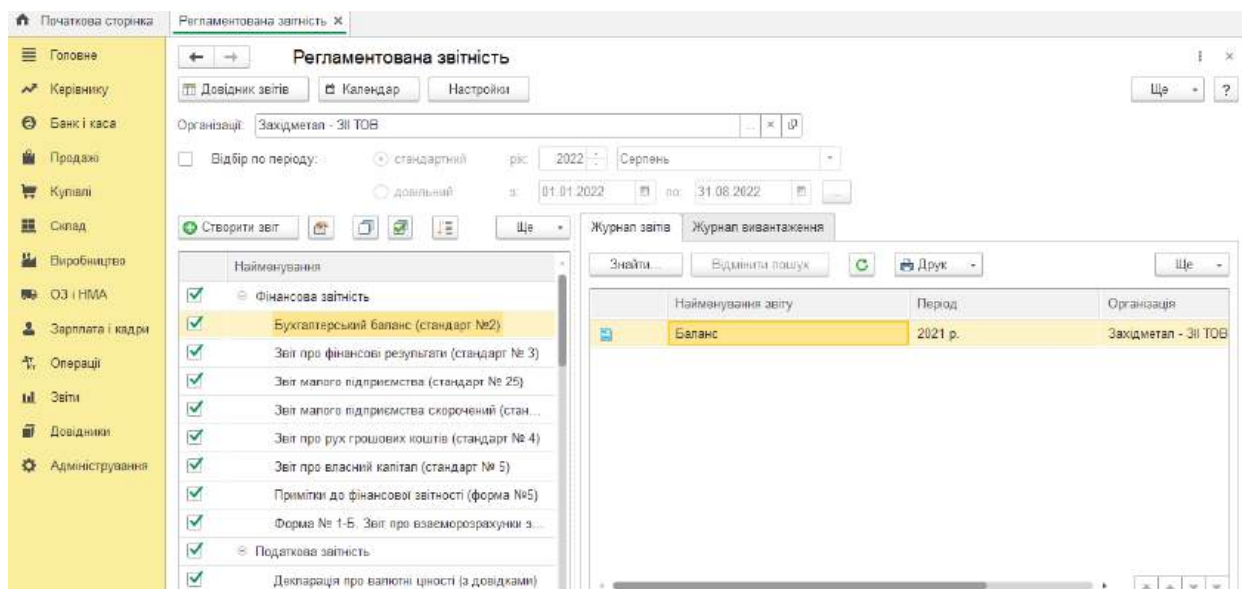 Початкова сторінка
Регламентована звітність ×
Головне
Керівнику
Банк і каса
Продажі
Купівлі
Склад
Виробництво
ОЗ і НМА
Зарплата і кадри
Операції
Звіти
Довідники
Адміністрування
Регламентована звітність
Довідник звітів Календар Настройки Ще ?
Організації: Західметал - ЗІІ ТОВ
Відбір по періоду: стандартний рік: 2022 Серпень
довільний з: 01.01.2022 по: 31.08.2022 ...
Створити звіт Ще
Найменування
Фінансова звітність
Бухгалтерський баланс (стандарт №2)
Звіт про фінансові результати (стандарт № 3)
Звіт малого підприємства (стандарт № 25)
Звіт малого підприємства скорочений (стан...
Звіт про рух грошових коштів (стандарт № 4)
Звіт про власний капітал (стандарт № 5)
Примітки до фінансової звітності (форма №5)
Форма № 1-Б. Звіт про взаєморозрахунки з...
Податкова звітність
Декларація про валютні цінності (з довідками)
Журнал звітів Журнал вивантаження
Знайти... Відмінити пошук Друк Ще
Найменування звіту Період Організація
Баланс 2021 р. Західметал - ЗІІ ТОВ